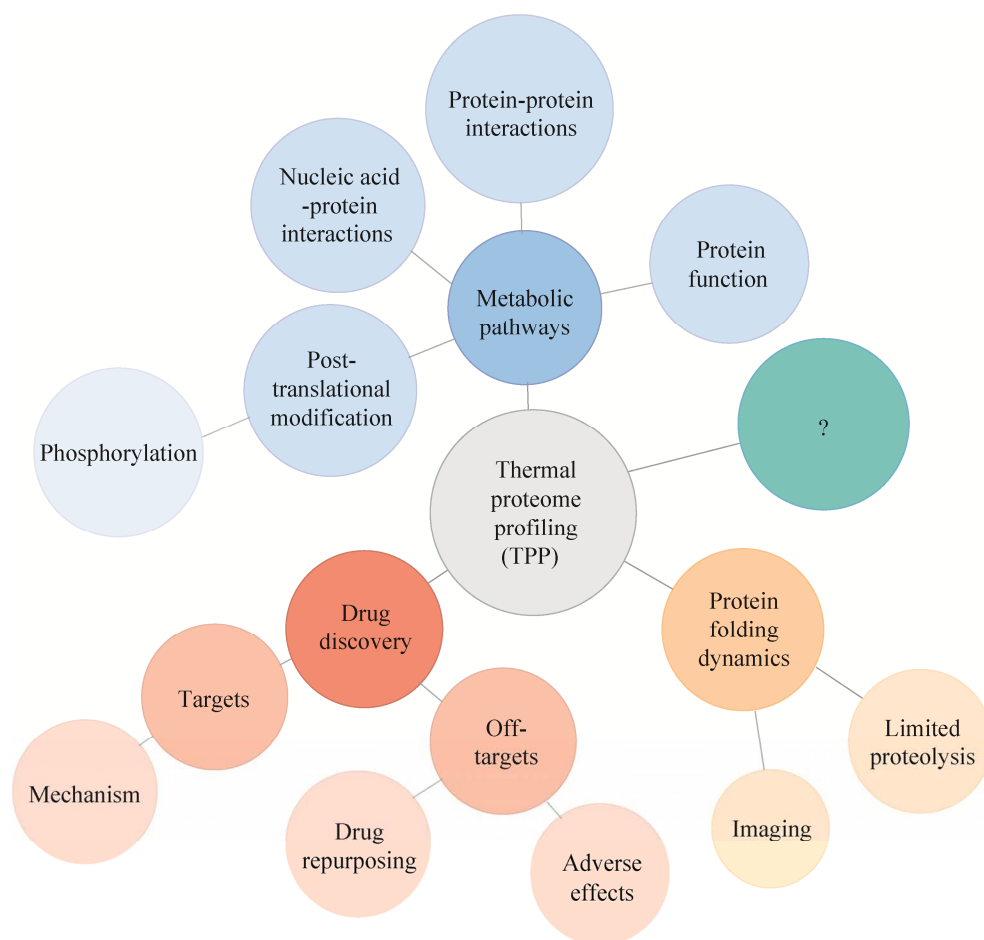 Protein-protein
interactions
Nucleic acid
-protein
interactions
Protein
function
Metabolic
pathways
Post-
translational
modification
Phosphorylation
?
Thermal
proteome
profiling
(TPP)
Drug
discovery
Protein
folding
dynamics
Targets
Off-
targets
Limited
proteolysis
Mechanism
Drug
repurposing
Imaging
Adverse
effects